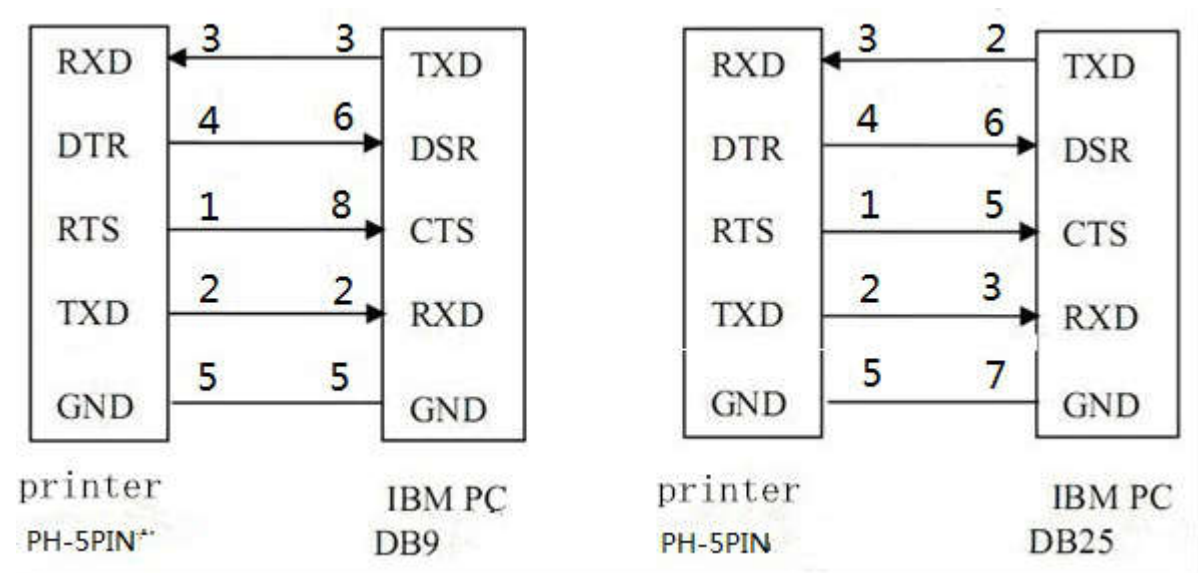 3 3
RXD TXD
4 6
DTR DSR
1 8
RTS CTS
2 2
TXD RXD
5 5
GND GND
printer IBM PC
PH-5PIN DB9
3 2
RXD TXD
4 6
DTR DSR
1 5
RTS CTS
2 3
TXD RXD
5 7
GND GND
printer IBM PC
PH-5PIN DB25